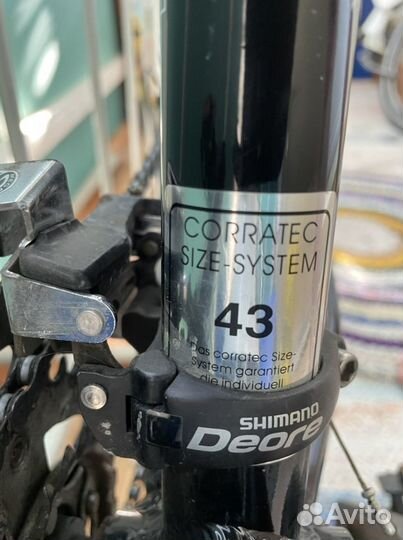 CORRATEC
SIZE-SYSTEM
43
Das corratec Size-
System garantiert
die individuell
SHIMANO
Deore
Avito